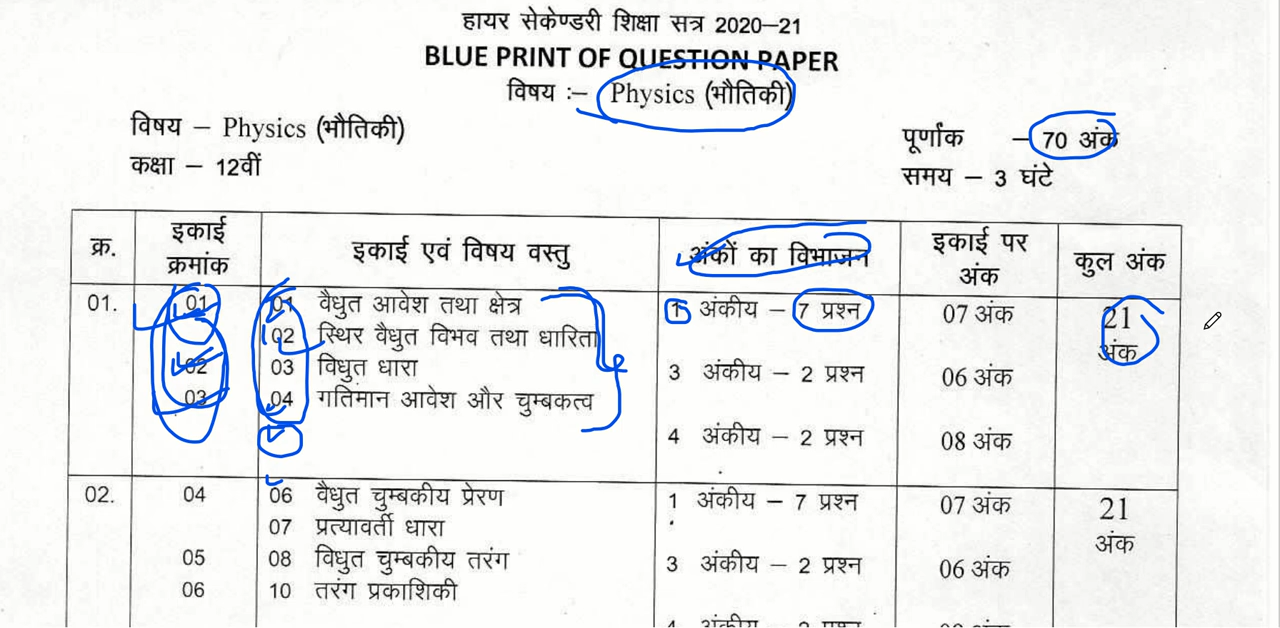 हायर सेकेण्डरी शिक्षा सत्र 2020–21
BLUE PRINT OF QUESTION PAPER
विषय :– Physics (भौतिकी)
विषय – Physics (भौतिकी)
पूर्णांक – 70 अंक
कक्षा – 12वीं
समय – 3 घंटे
क्र. इकाई क्रमांक इकाई एवं विषय वस्तु अंकों का विभाजन इकाई पर अंक कुल अंक
01. 01 01 वैधुत आवेश तथा क्षेत्र 1 अंकीय – 7 प्रश्न 07 अंक 21 अंक
02 स्थिर वैधुत विभव तथा धारिता
02 03 विधुत धारा 3 अंकीय – 2 प्रश्न 06 अंक
03 04 गतिमान आवेश और चुम्बकत्व
4 अंकीय – 2 प्रश्न 08 अंक
02. 04 06 वैधुत चुम्बकीय प्रेरण 1 अंकीय – 7 प्रश्न 07 अंक 21 अंक
07 प्रत्यावर्ती धारा
05 08 विधुत चुम्बकीय तरंग 3 अंकीय – 2 प्रश्न 06 अंक
06 10 तरंग प्रकाशिकी